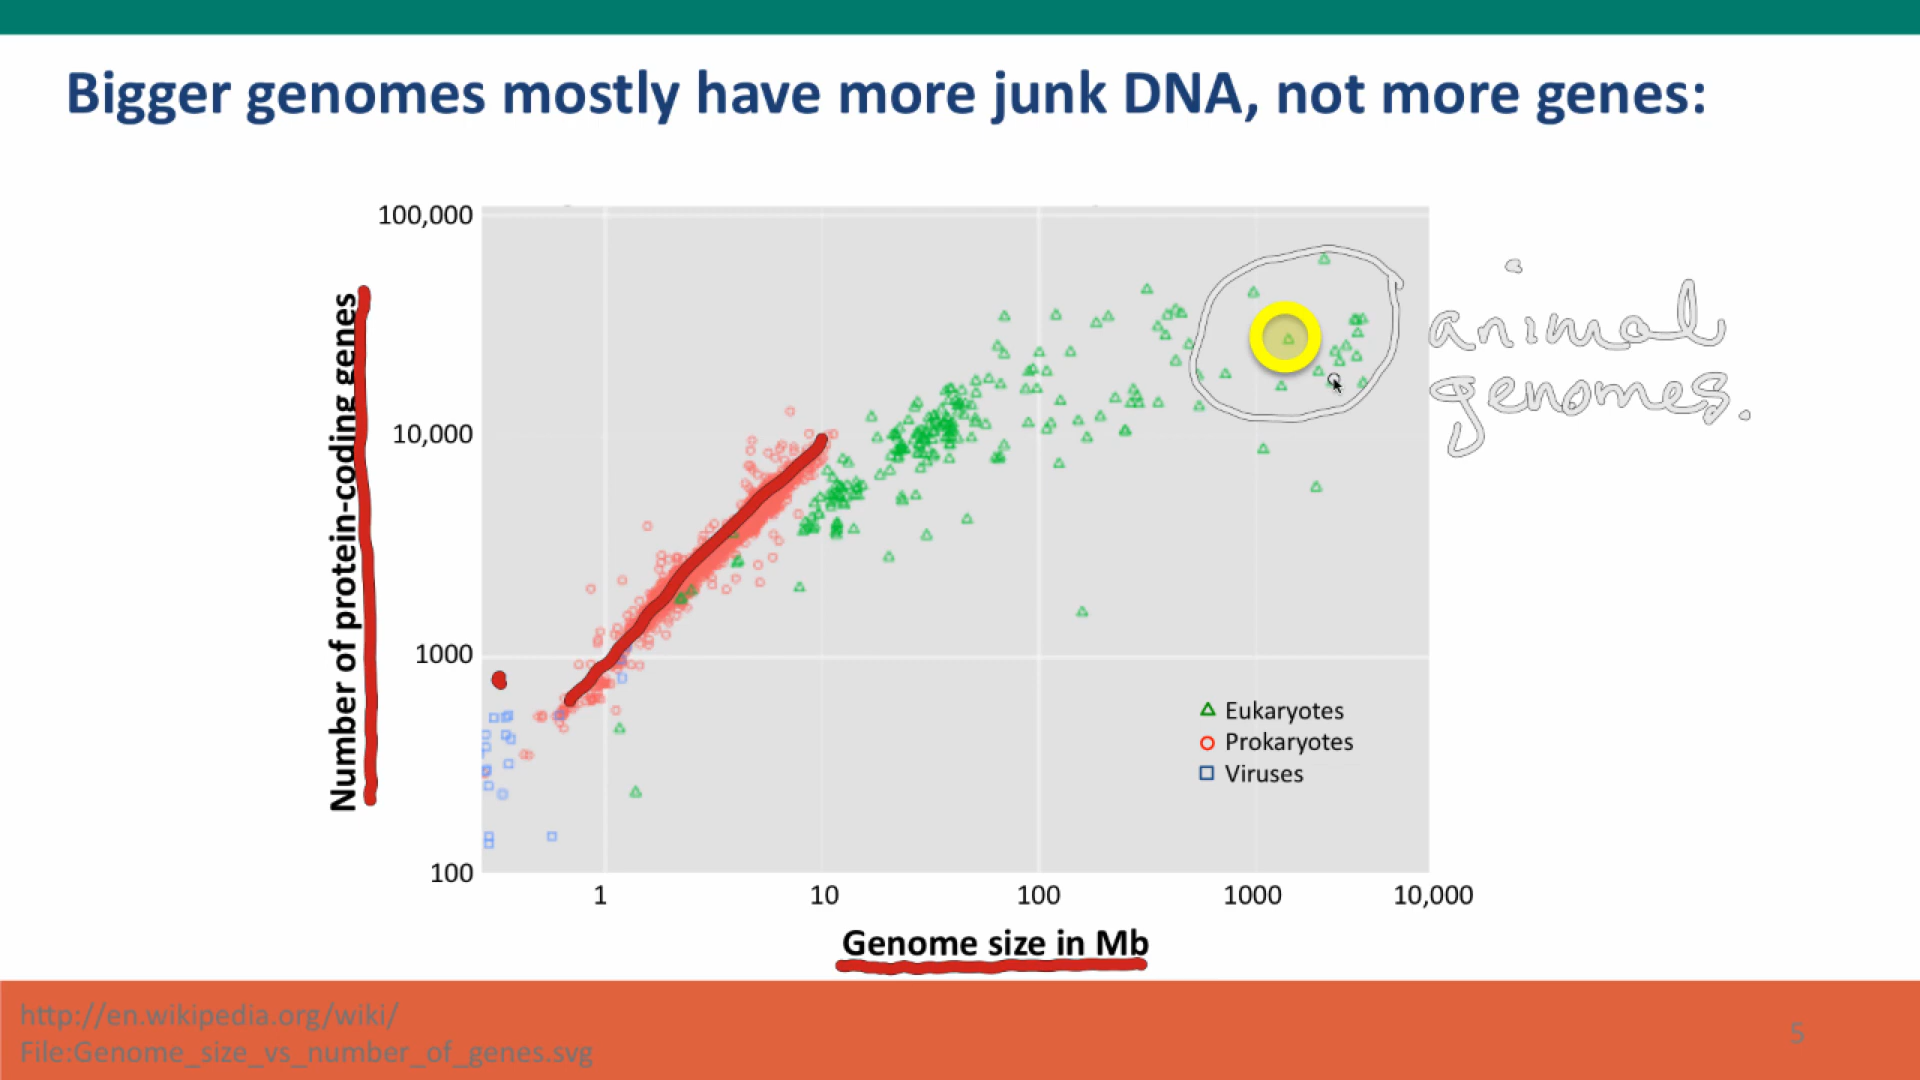 Bigger genomes mostly have more junk DNA, not more genes:
Number of protein-coding genes
100,000
10,000
1000
100
animal
genomes.
Eukaryotes
Prokaryotes
Viruses
1 10 100 1000 10,000
Genome size in Mb
http://en.wikipedia.org/wiki/
File:Genome_size_vs_number_of_genes.svg
5